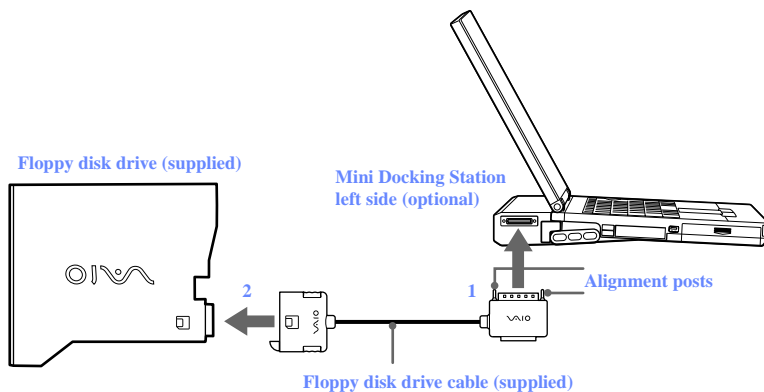 Floppy disk drive (supplied)
Mini Docking Station
left side (optional)
VAIO
2
1
Alignment posts
VAIO
VAIO
Floppy disk drive cable (supplied)